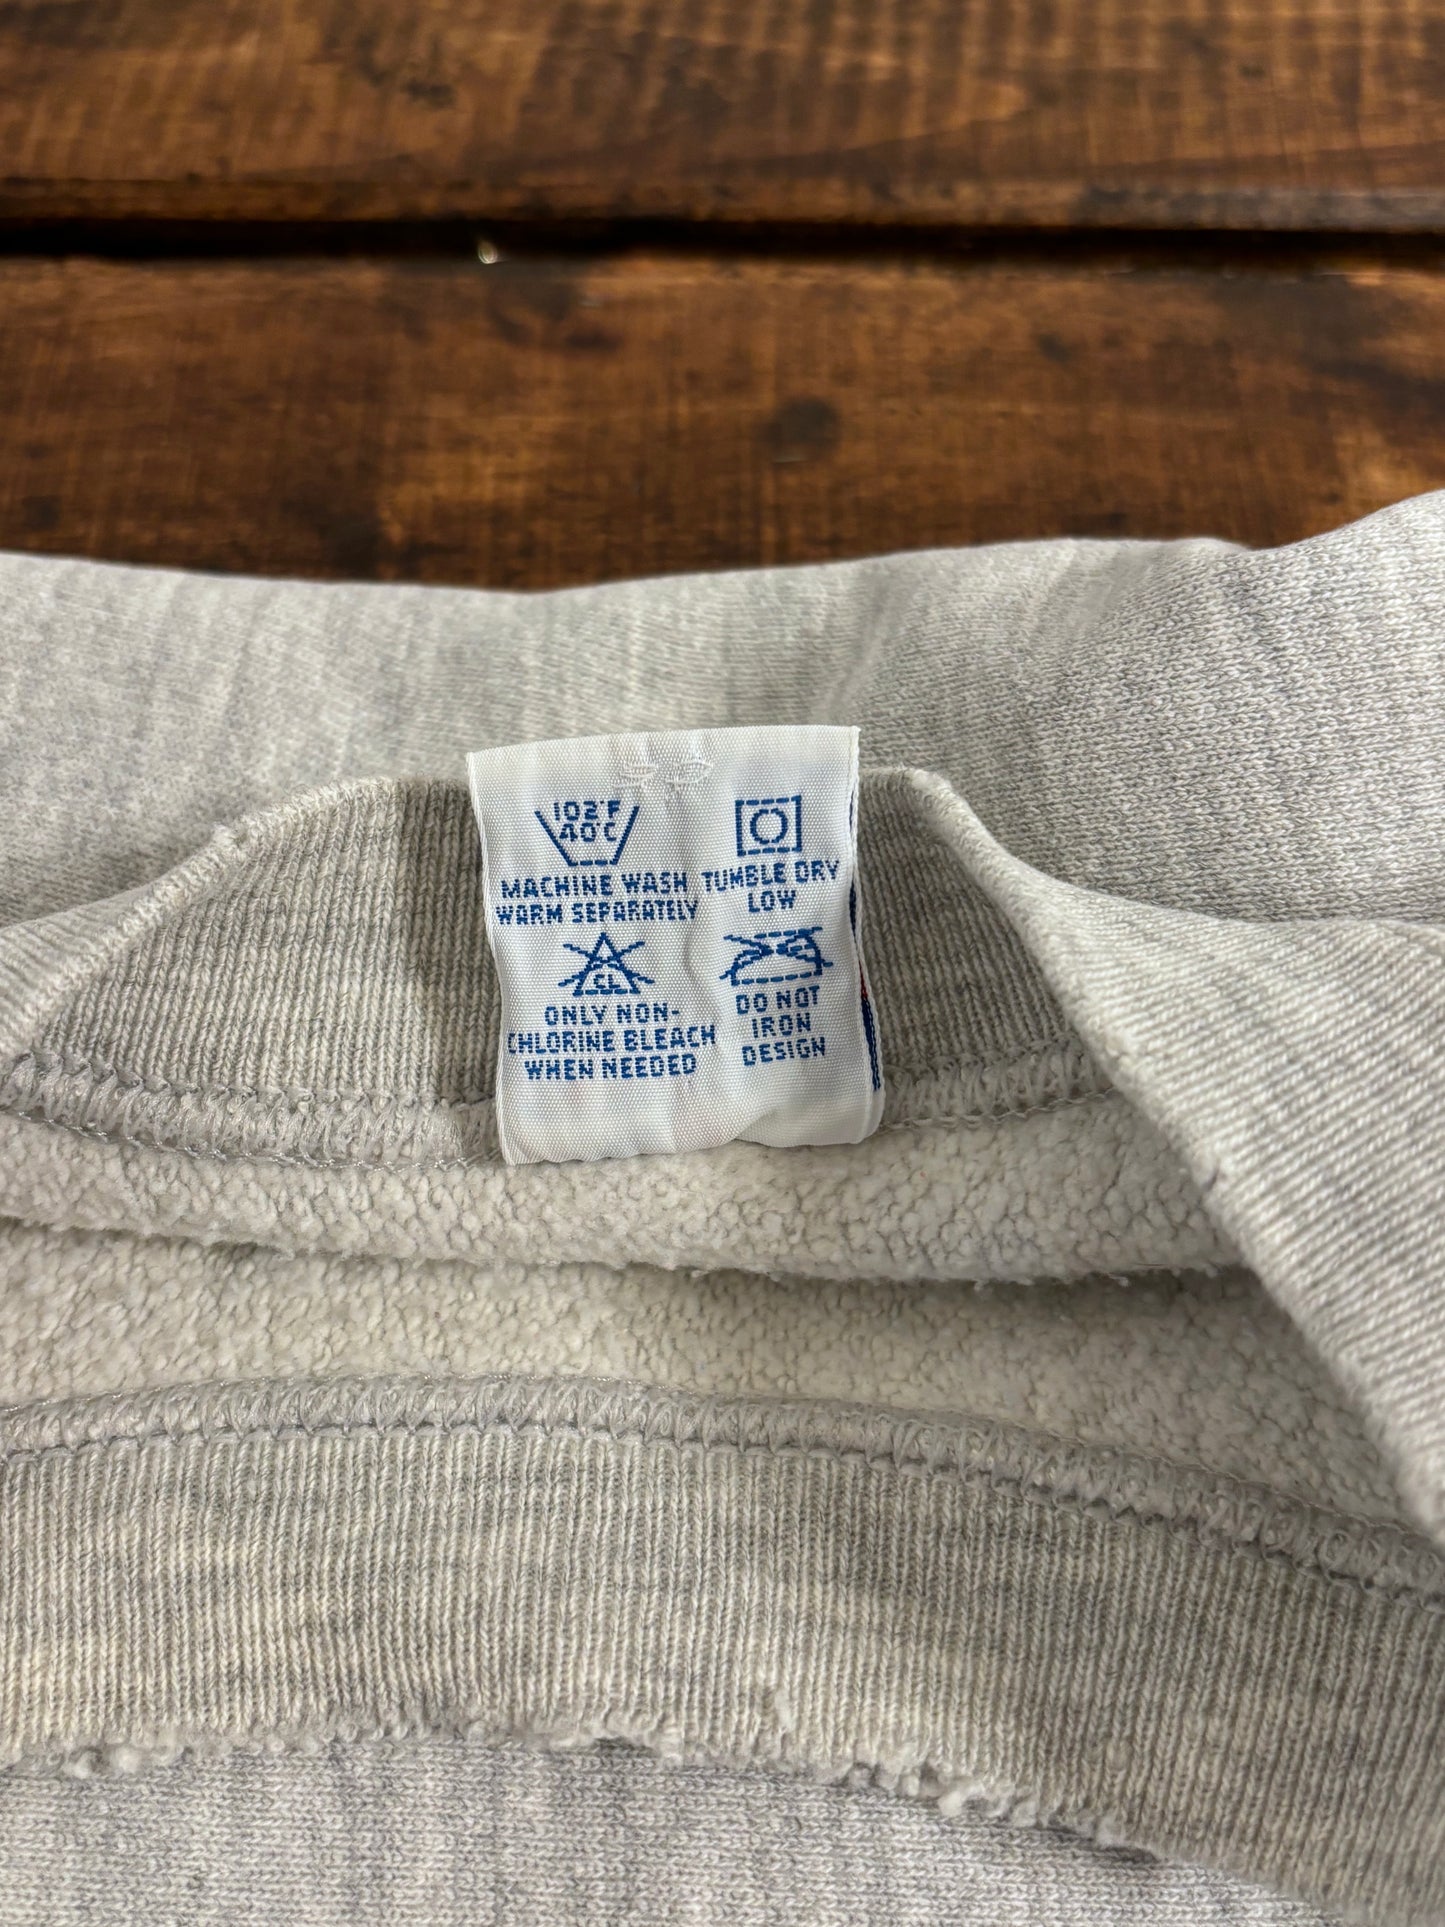 102°F
40°C
MACHINE WASH
WARM SEPARATELY
TUMBLE DRY
LOW
CL
ONLY NON-
CHLORINE BLEACH
WHEN NEEDED
DO NOT
IRON
DESIGN